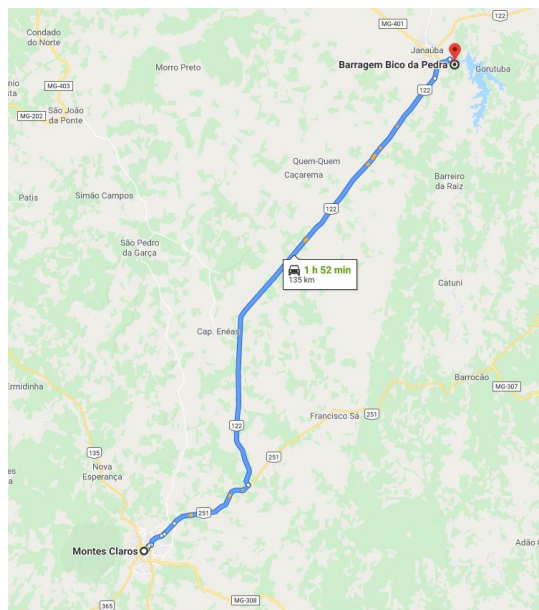 122
MG-401
Condado
do Norte
Janaúba
Barragem Bico da Pedra
Gorutuba
Morro Preto
MG-403
122
São João
da Ponte
MG-202
Quem-Quem
Caçarema
Barreiro
da Raiz
Patis
Simão Campos
122
São Pedro
da Garça
1 h 52 min
135 km
Catuni
Cap. Enéas
Ermidinha
Barrocão
MG-307
Francisco Sá
251
122
135
251
Nova
Esperança
251
Montes Claros
365
MG-308